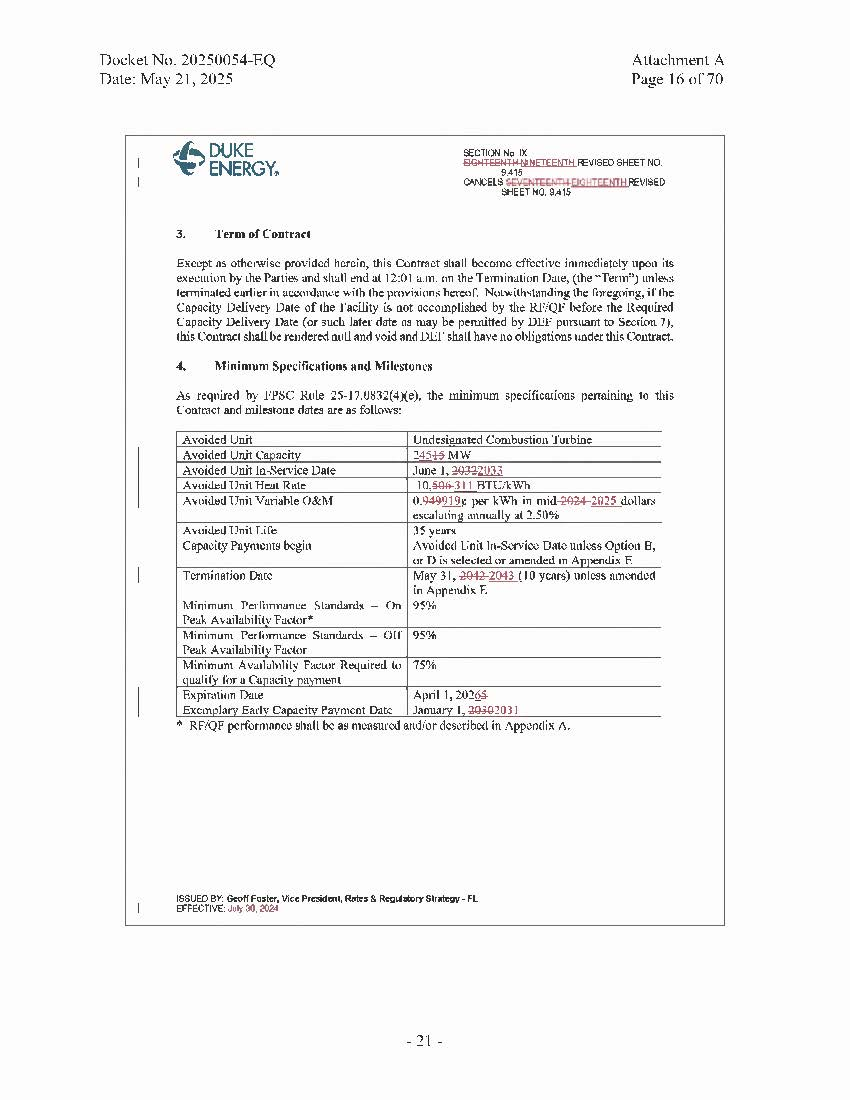 Docket No. 20250054-EQ
Date: May 21, 2025
Attachment A
Page 16 of 70
DUKE
ENERGY®
SECTION No. IX
EIGHTEENTH NINETEENTH REVISED SHEET NO.
9.415
CANCELS SEVENTEENTH EIGHTEENTH REVISED
SHEET NO. 9.415
3. Term of Contract
Except as otherwise provided herein, this Contract shall become effective immediately upon its
execution by the Parties and shall end at 12:01 a.m. on the Termination Date, (the “Term”) unless
terminated earlier in accordance with the provisions hereof. Notwithstanding the foregoing, if the
Capacity Delivery Date of the Facility is not accomplished by the RF/QF before the Required
Capacity Delivery Date (or such later date as may be permitted by DEF pursuant to Section 7),
this Contract shall be rendered null and void and DEF shall have no obligations under this Contract.
4. Minimum Specifications and Milestones
As required by FPSC Rule 25-17.0832(4)(e), the minimum specifications pertaining to this
Contract and milestone dates are as follows:
Avoided Unit Undesignated Combustion Turbine
Avoided Unit Capacity MW
Avoided Unit In-Service Date June 1, 20322033
Avoided Unit Heat Rate 10,506 311 BTU/kWh
Avoided Unit Variable O&M 0.949919¢ per kWh in mid-2024-2025 dollars
escalating annually at 2.50%
Avoided Unit Life 35 years
Capacity Payments begin Avoided Unit In-Service Date unless Option B,
or D is selected or amended in Appendix E
Termination Date May 31, 2042 2043 (10 years) unless amended
in Appendix E
Minimum Performance Standards – On 95%
Peak Availability Factor*
Minimum Performance Standards – Off 95%
Peak Availability Factor
Minimum Availability Factor Required to 75%
qualify for a Capacity payment
Expiration Date April 1, 20265
Exemplary Early Capacity Payment Date January 1, 20302031
* RF/QF performance shall be as measured and/or described in Appendix A.
ISSUED BY: Geoff Foster, Vice President, Rates & Regulatory Strategy - FL
EFFECTIVE: July 30, 2024
- 21 -